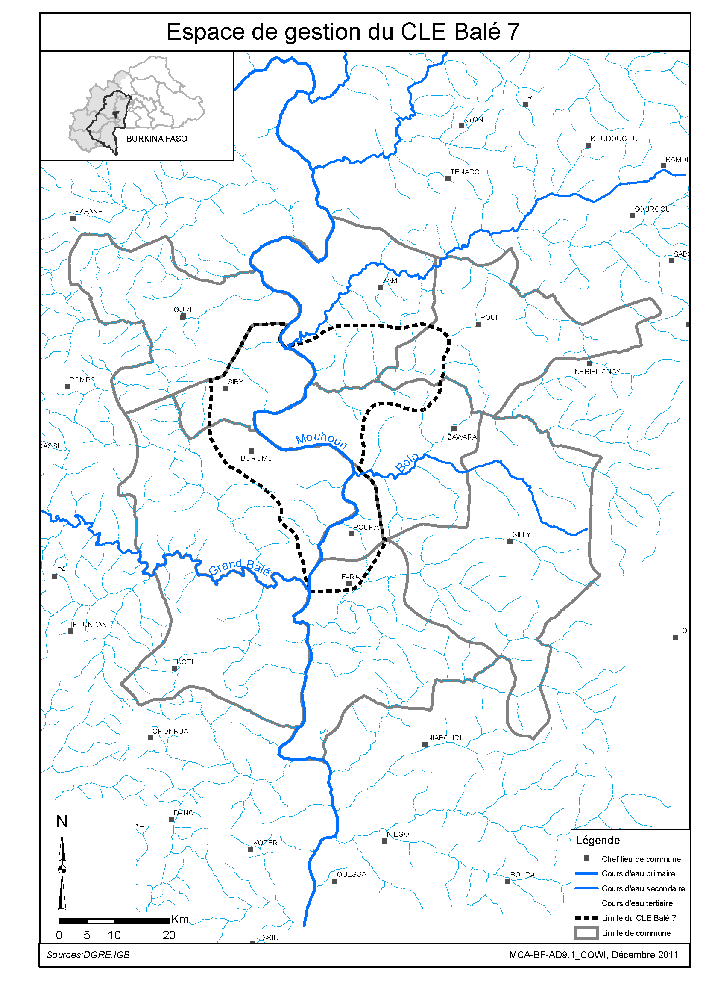 Espace de gestion du CLE Balé 7
BURKINA FASO
REO
KYON
KOUDOUGOU
RAMON
TENADO
SAFANE
SOURGOU
SABO
ZAMO
OURI
POUNI
NEBIELIANAYOU
POMPOI
SIBY
ZAWARA
Mouhoun
GASSI
BOROMO
Bolo
POURA
SILLY
Grand Balé
PA
FARA
FOUNZAN
TO
KOTI
ORONKUA
NIABOURI
DANO
RE
NIEGO
KOPER
OUESSA
BOURA
DISSIN
N
Km
0 5 10 20
Légende
Chef lieu de commune
Cours d'eau primaire
Cours d'eau secondaire
Cours d'eau tertiaire
Limite du CLE Balé 7
Limite de commune
Sources:DGRE,IGB
MCA-BF-AD9.1_COWI, Décembre 2011